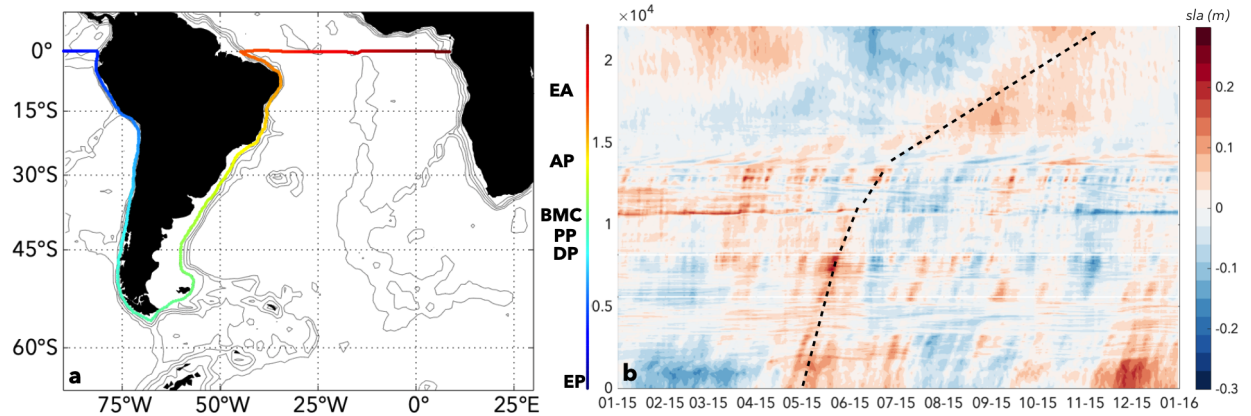 0°
15°S
30°S
45°S
60°S
75°W 50°W 25°W 0° 25°E
a
EA
AP
BMC
PP
DP
EP
×10⁴
2
1.5
1
0.5
0
b
01-15 02-15 03-15 04-15 05-15 06-15 07-15 08-15 09-15 10-15 11-15 12-15 01-16
sla (m)
0.2
0.1
0
-0.1
-0.2
-0.3